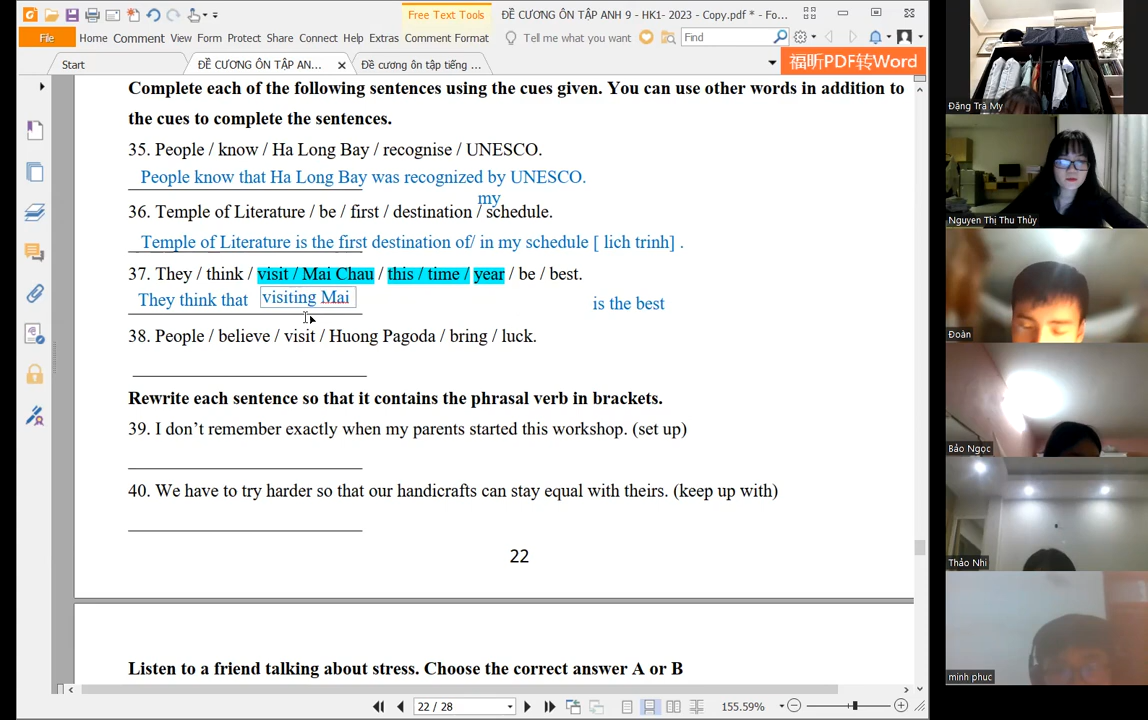 Free Text Tools
ĐỀ CƯƠNG ÔN TẬP ANH 9 - HK1- 2023 - Copy.pdf * - Fo...
File Home Comment View Form Protect Share Connect Help Extras Comment Format Tell me what you want Find
Start ĐỀ CƯƠNG ÔN TẬP AN... Đề cương ôn tập tiếng ... 福昕PDF转Word
Complete each of the following sentences using the cues given. You can use other words in addition to
the cues to complete the sentences.
35. People / know / Ha Long Bay / recognise / UNESCO.
People know that Ha Long Bay was recognized by UNESCO.
my
36. Temple of Literature / be / first / destination / schedule.
Temple of Literature is the first destination of/ in my schedule [ lich trinh] .
37. They / think / visit / Mai Chau / this / time / year / be / best.
They think that visiting Mai is the best
38. People / believe / visit / Huong Pagoda / bring / luck.
Rewrite each sentence so that it contains the phrasal verb in brackets.
39. I don’t remember exactly when my parents started this workshop. (set up)
40. We have to try harder so that our handicrafts can stay equal with theirs. (keep up with)
22
Listen to a friend talking about stress. Choose the correct answer A or B
22 / 28
155.59%
Đặng Trà My
Nguyen Thị Thu Thủy
Đoàn
Bảo Ngọc
Thảo Nhi
minh phuc